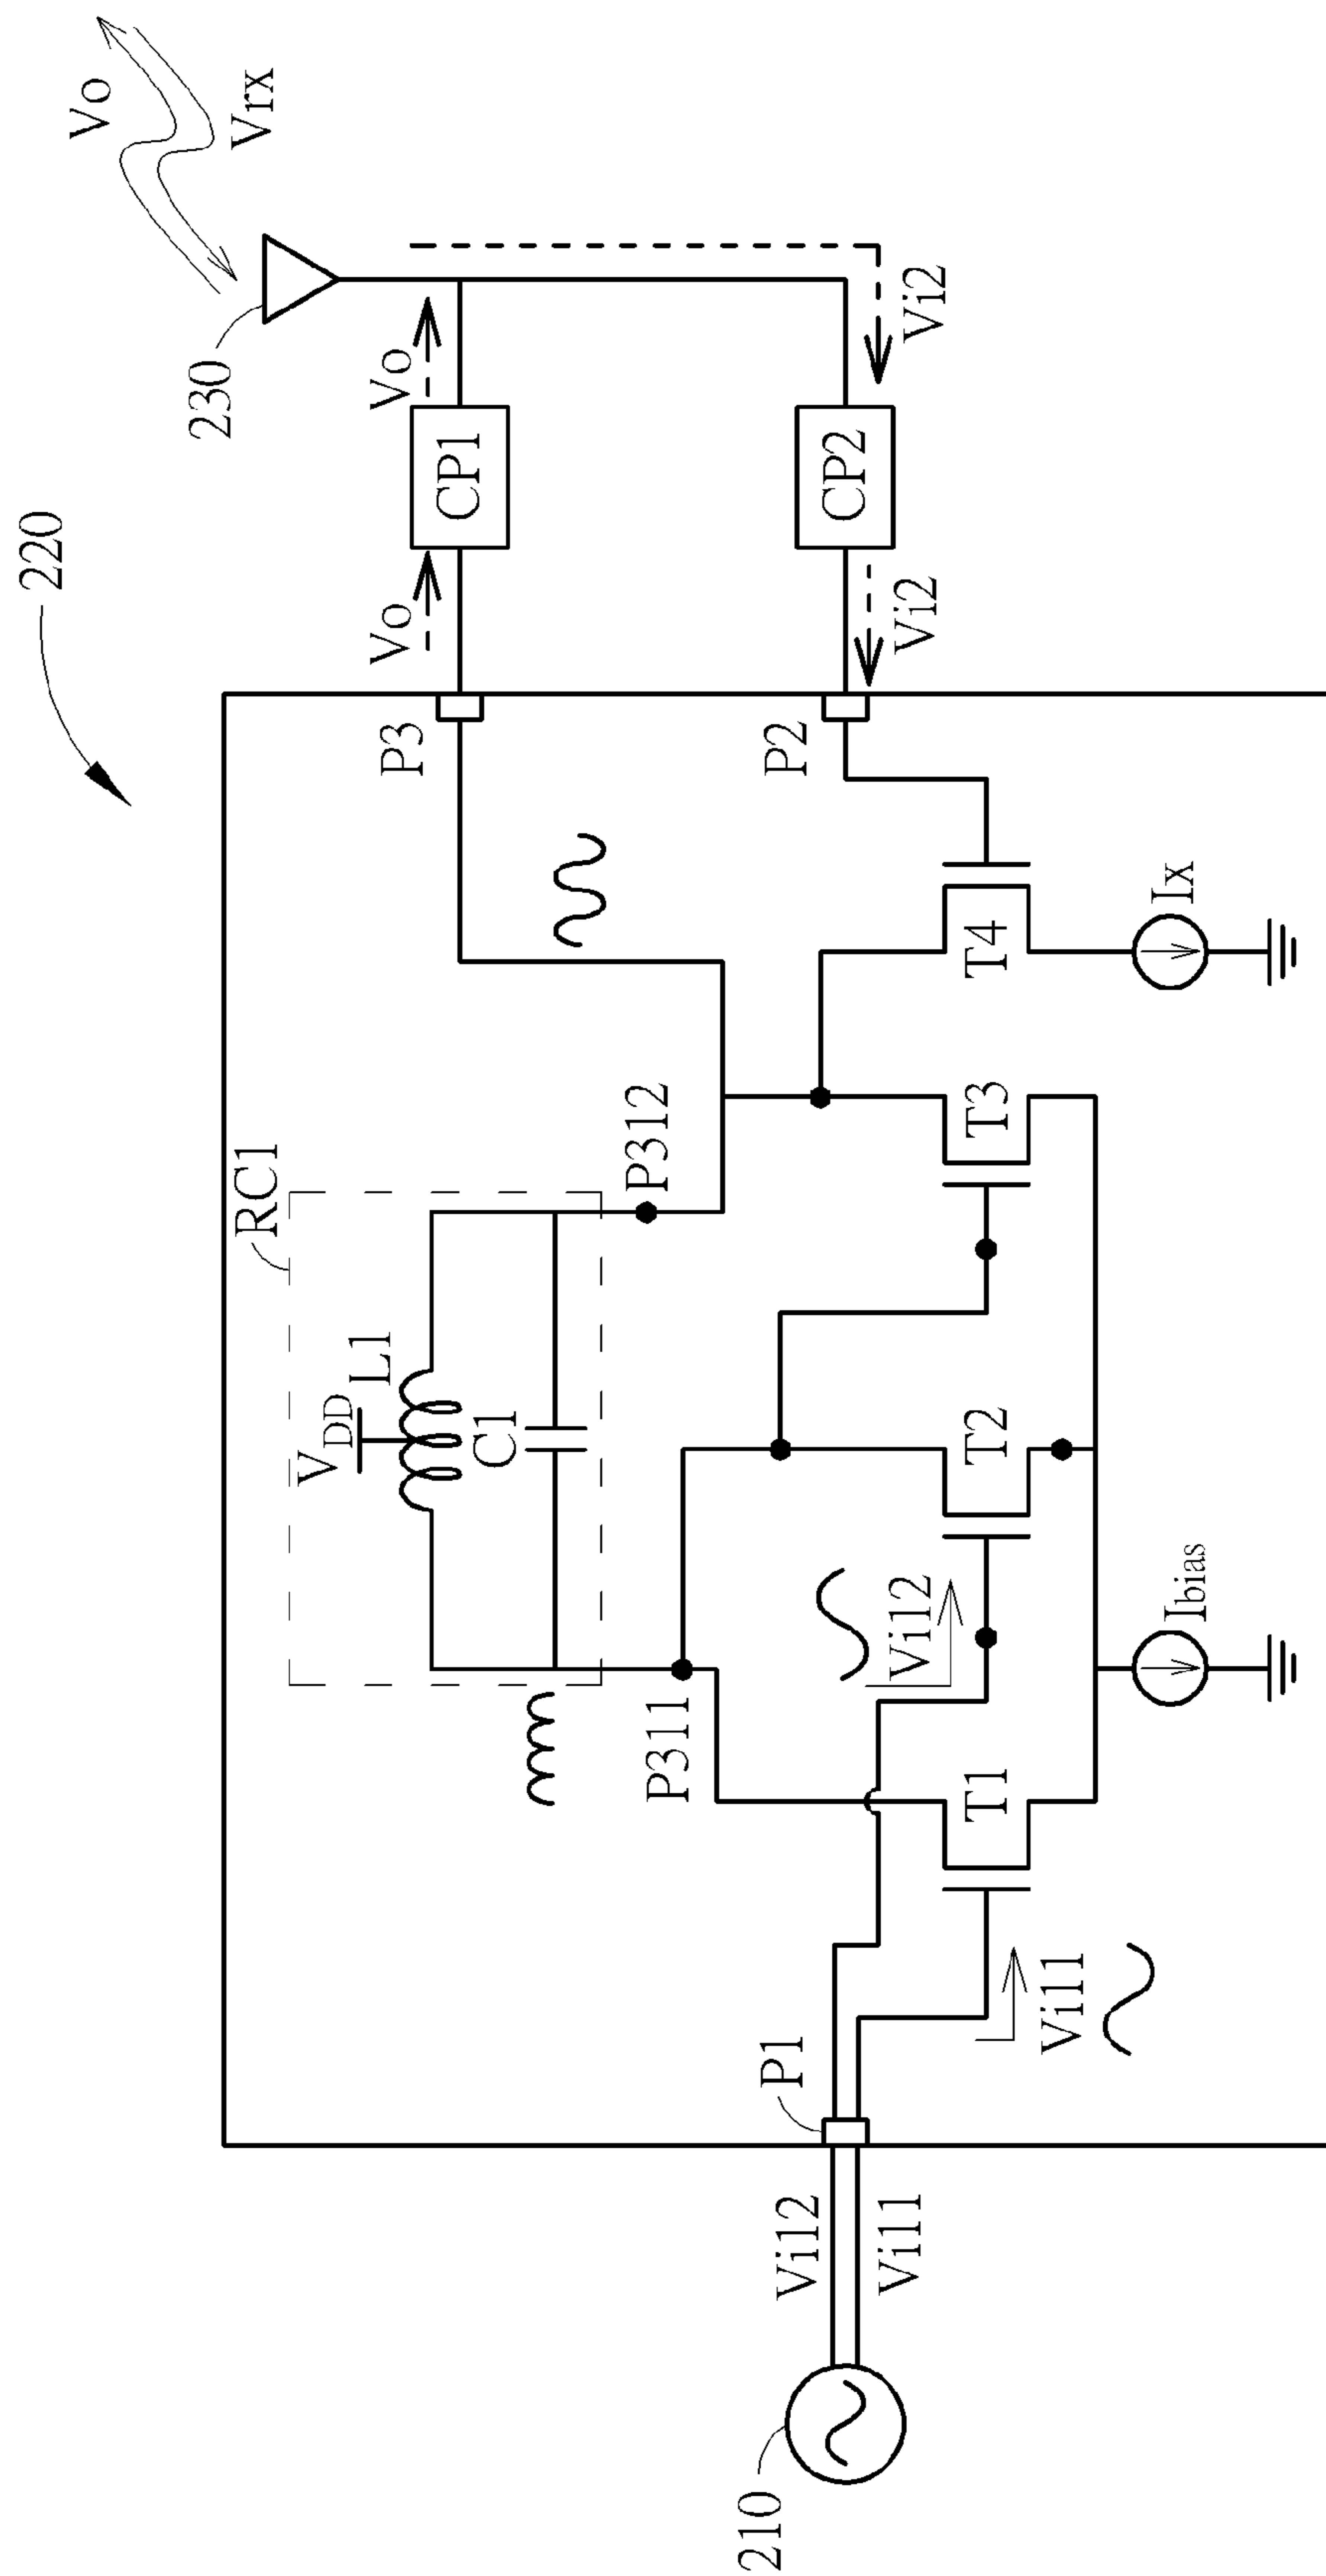 220
Vo
Vrx
230
RC1
VDD
L1
C1
P3
Vo
CP1
Vo
P311
P312
P1
P2
CP2
Vi2
Vi2
210
Vi12
Vi11
Vi12
Vi11
T1
T2
T3
T4
Ibias
Ix